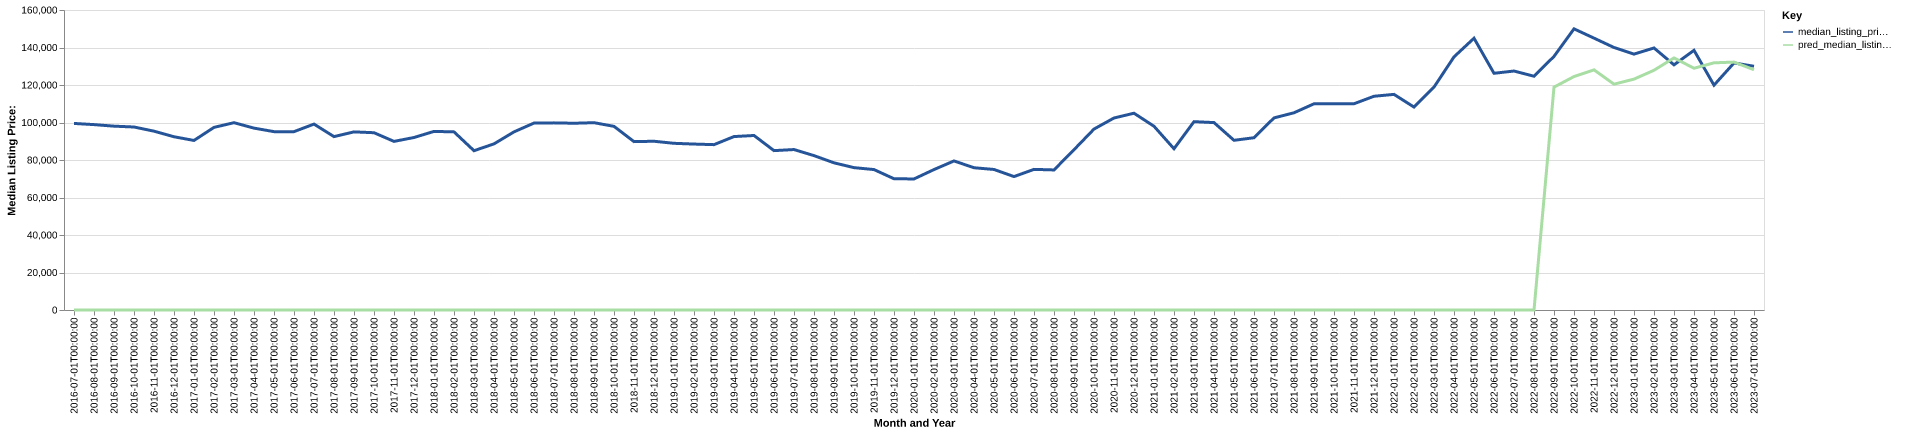 160,000
140,000
120,000
100,000
80,000
60,000
40,000
20,000
0
Median Listing Price:
2016-07-01T00:00:00
2016-08-01T00:00:00
2016-09-01T00:00:00
2016-10-01T00:00:00
2016-11-01T00:00:00
2016-12-01T00:00:00
2017-01-01T00:00:00
2017-02-01T00:00:00
2017-03-01T00:00:00
2017-04-01T00:00:00
2017-05-01T00:00:00
2017-06-01T00:00:00
2017-07-01T00:00:00
2017-08-01T00:00:00
2017-09-01T00:00:00
2017-10-01T00:00:00
2017-11-01T00:00:00
2017-12-01T00:00:00
2018-01-01T00:00:00
2018-02-01T00:00:00
2018-03-01T00:00:00
2018-04-01T00:00:00
2018-05-01T00:00:00
2018-06-01T00:00:00
2018-07-01T00:00:00
2018-08-01T00:00:00
2018-09-01T00:00:00
2018-10-01T00:00:00
2018-11-01T00:00:00
2018-12-01T00:00:00
2019-01-01T00:00:00
2019-02-01T00:00:00
2019-03-01T00:00:00
2019-04-01T00:00:00
2019-05-01T00:00:00
2019-06-01T00:00:00
2019-07-01T00:00:00
2019-08-01T00:00:00
2019-09-01T00:00:00
2019-10-01T00:00:00
2019-11-01T00:00:00
2019-12-01T00:00:00
2020-01-01T00:00:00
2020-02-01T00:00:00
2020-03-01T00:00:00
2020-04-01T00:00:00
2020-05-01T00:00:00
2020-06-01T00:00:00
2020-07-01T00:00:00
2020-08-01T00:00:00
2020-09-01T00:00:00
2020-10-01T00:00:00
2020-11-01T00:00:00
2020-12-01T00:00:00
2021-01-01T00:00:00
2021-02-01T00:00:00
2021-03-01T00:00:00
2021-04-01T00:00:00
2021-05-01T00:00:00
2021-06-01T00:00:00
2021-07-01T00:00:00
2021-08-01T00:00:00
2021-09-01T00:00:00
2021-10-01T00:00:00
2021-11-01T00:00:00
2021-12-01T00:00:00
2022-01-01T00:00:00
2022-02-01T00:00:00
2022-03-01T00:00:00
2022-04-01T00:00:00
2022-05-01T00:00:00
2022-06-01T00:00:00
2022-07-01T00:00:00
2022-08-01T00:00:00
2022-09-01T00:00:00
2022-10-01T00:00:00
2022-11-01T00:00:00
2022-12-01T00:00:00
2023-01-01T00:00:00
2023-02-01T00:00:00
2023-03-01T00:00:00
2023-04-01T00:00:00
2023-05-01T00:00:00
2023-06-01T00:00:00
2023-07-01T00:00:00
Month and Year
Key
median_listing_pri…
pred_median_listin…